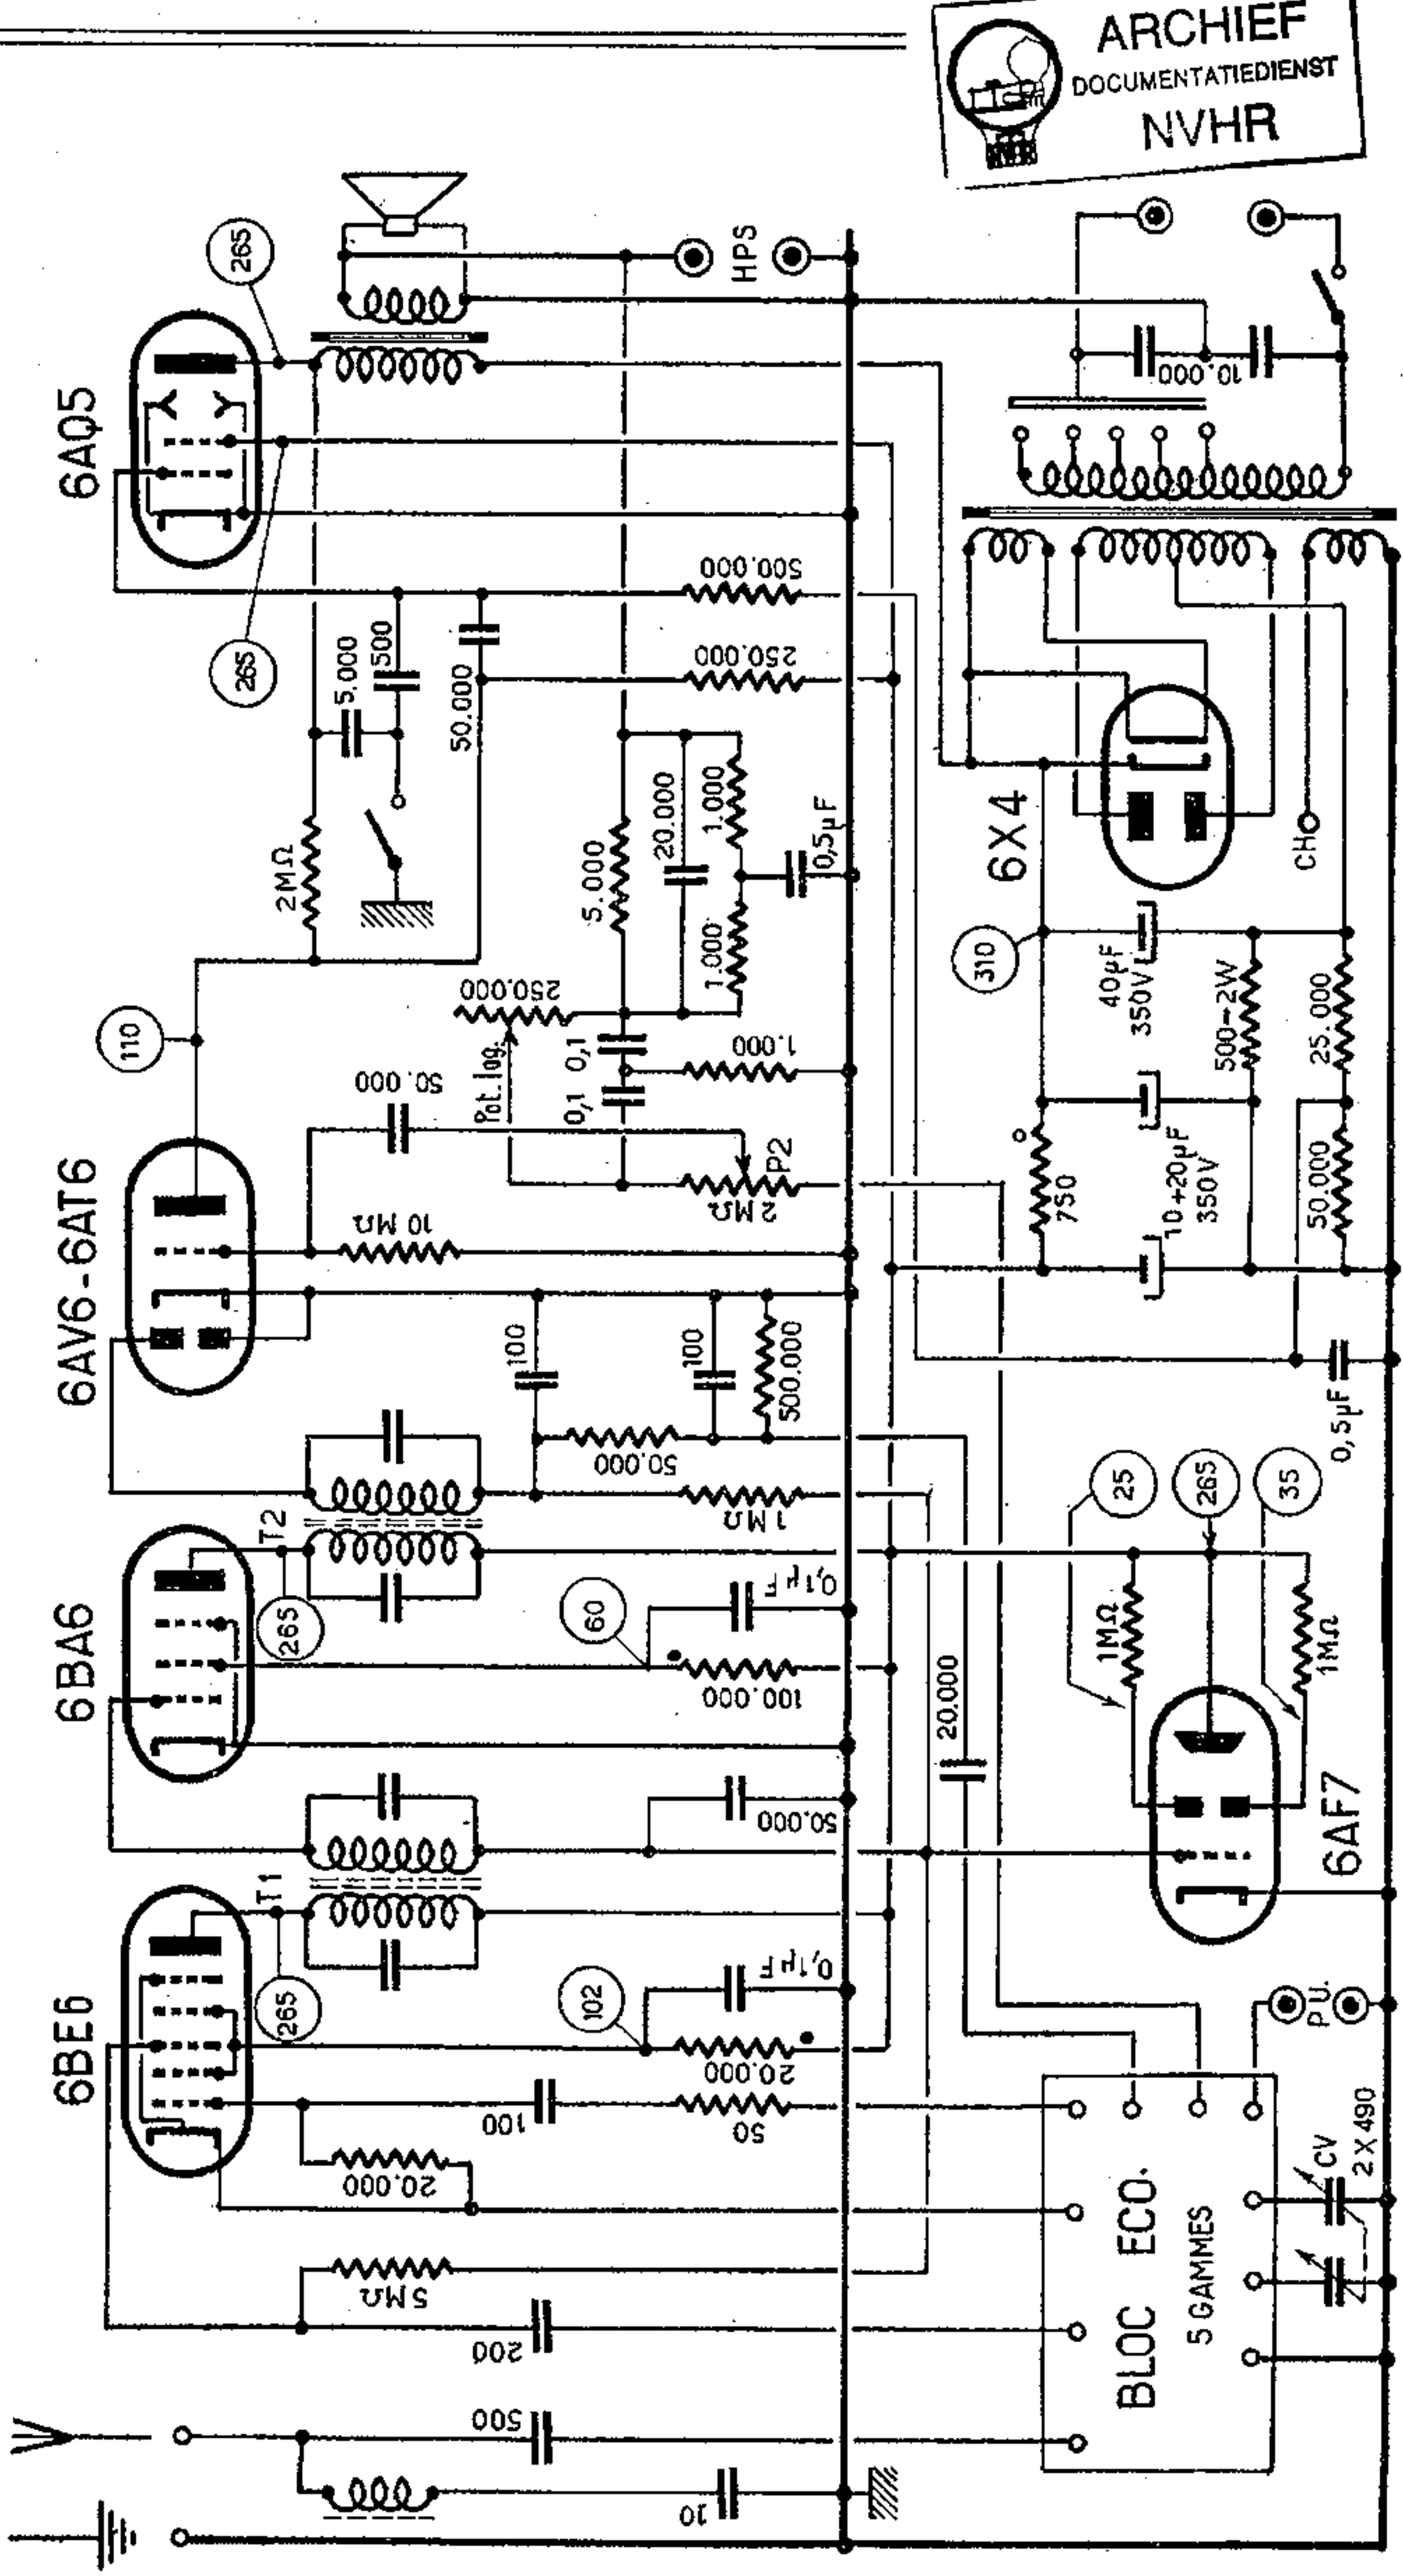 ARCHIEF
DOCUMENTATIEDIENST
NVHR
6AQ5
265
265
HPS
10.000
500.000
250.000
5.000
500
50.000
2MΩ
5.000
20.000
1.000
1.000
0,5µF
250.000
Pot. log.
0,1
0,1
1.000
110
50.000
6AV6-6AT6
10 MΩ
2 MΩ
P2
6X4
CH
310
40µF
350V
500-2W
25.000
750
10+20µF
350V
50.000
0,5µF
100
100
500.000
50.000
1 MΩ
T2
265
6BA6
60
0,1µF
100.000
50.000
20.000
25
265
35
1MΩ
1MΩ
6AF7
T1
265
6BE6
102
0,1µF
20.000
100
50
20.000
5MΩ
200
500
10
P.U.
BLOC ECO.
5 GAMMES
CV
2 X 490